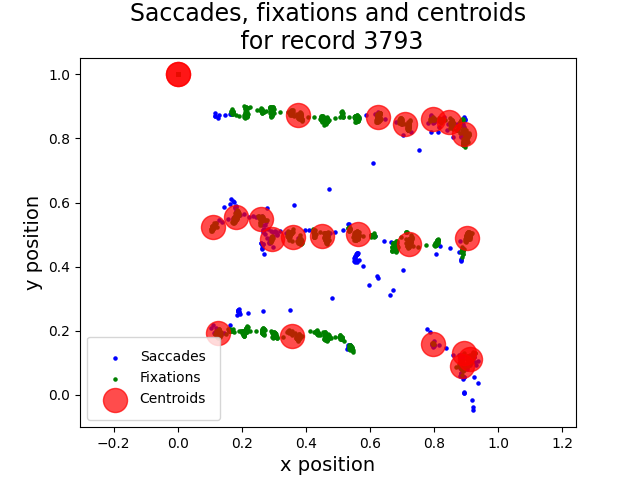 Saccades, fixations and centroids
for record 3793
1.0
0.8
0.6
0.4
0.2
0.0
y position
Saccades
Fixations
Centroids
−0.2 0.0 0.2 0.4 0.6 0.8 1.0 1.2
x position